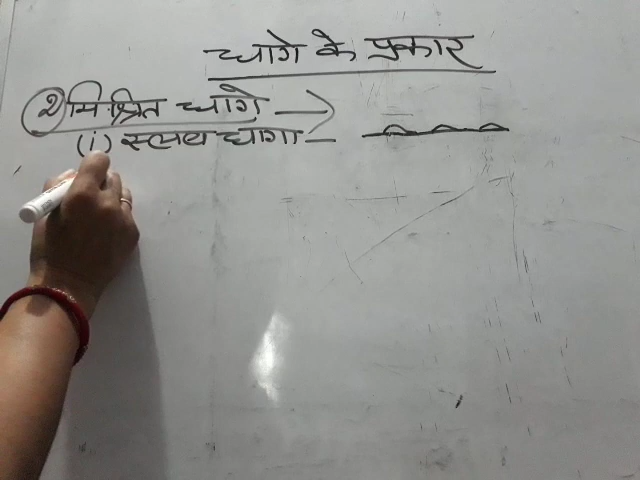 धागे के प्रकार
2) मिश्रित धागे →
(i) स्लब धागा -